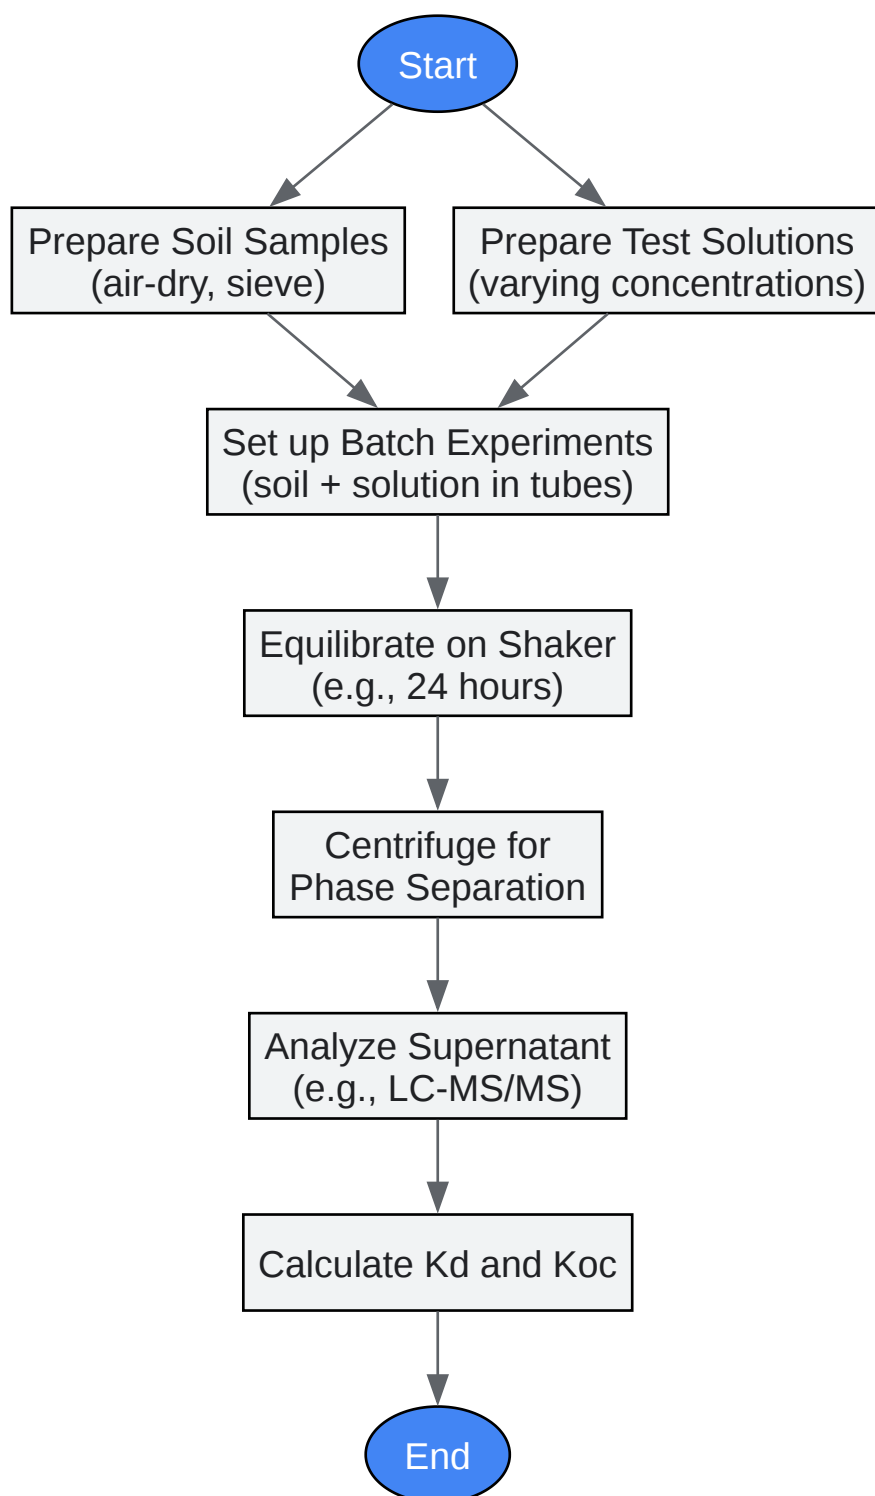 Start
Prepare Soil Samples
(air-dry, sieve)
Prepare Test Solutions
(varying concentrations)
Set up Batch Experiments
(soil + solution in tubes)
Equilibrate on Shaker
(e.g., 24 hours)
Centrifuge for
Phase Separation
Analyze Supernatant
(e.g., LC-MS/MS)
Calculate Kd and Koc
End